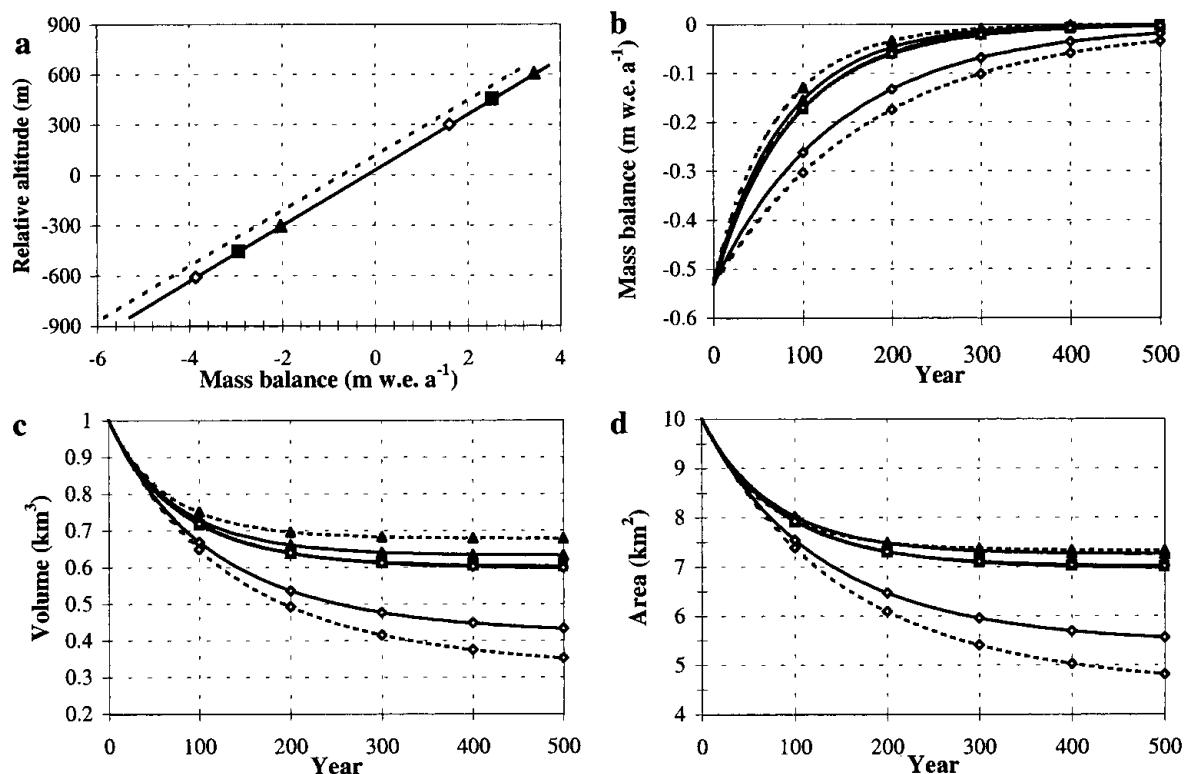 a
900
600
300
0
-300
-600
-900
Relative altitude (m)
-6 -4 -2 0 2 4
Mass balance (m w.e. a⁻¹)
b
0
-0.1
-0.2
-0.3
-0.4
-0.5
-0.6
Mass balance (m w.e. a⁻¹)
0 100 200 300 400 500
Year
c
1
0.9
0.8
0.7
0.6
0.5
0.4
0.3
0.2
Volume (km³)
0 100 200 300 400 500
Year
d
10
9
8
7
6
5
4
Area (km²)
0 100 200 300 400 500
Year